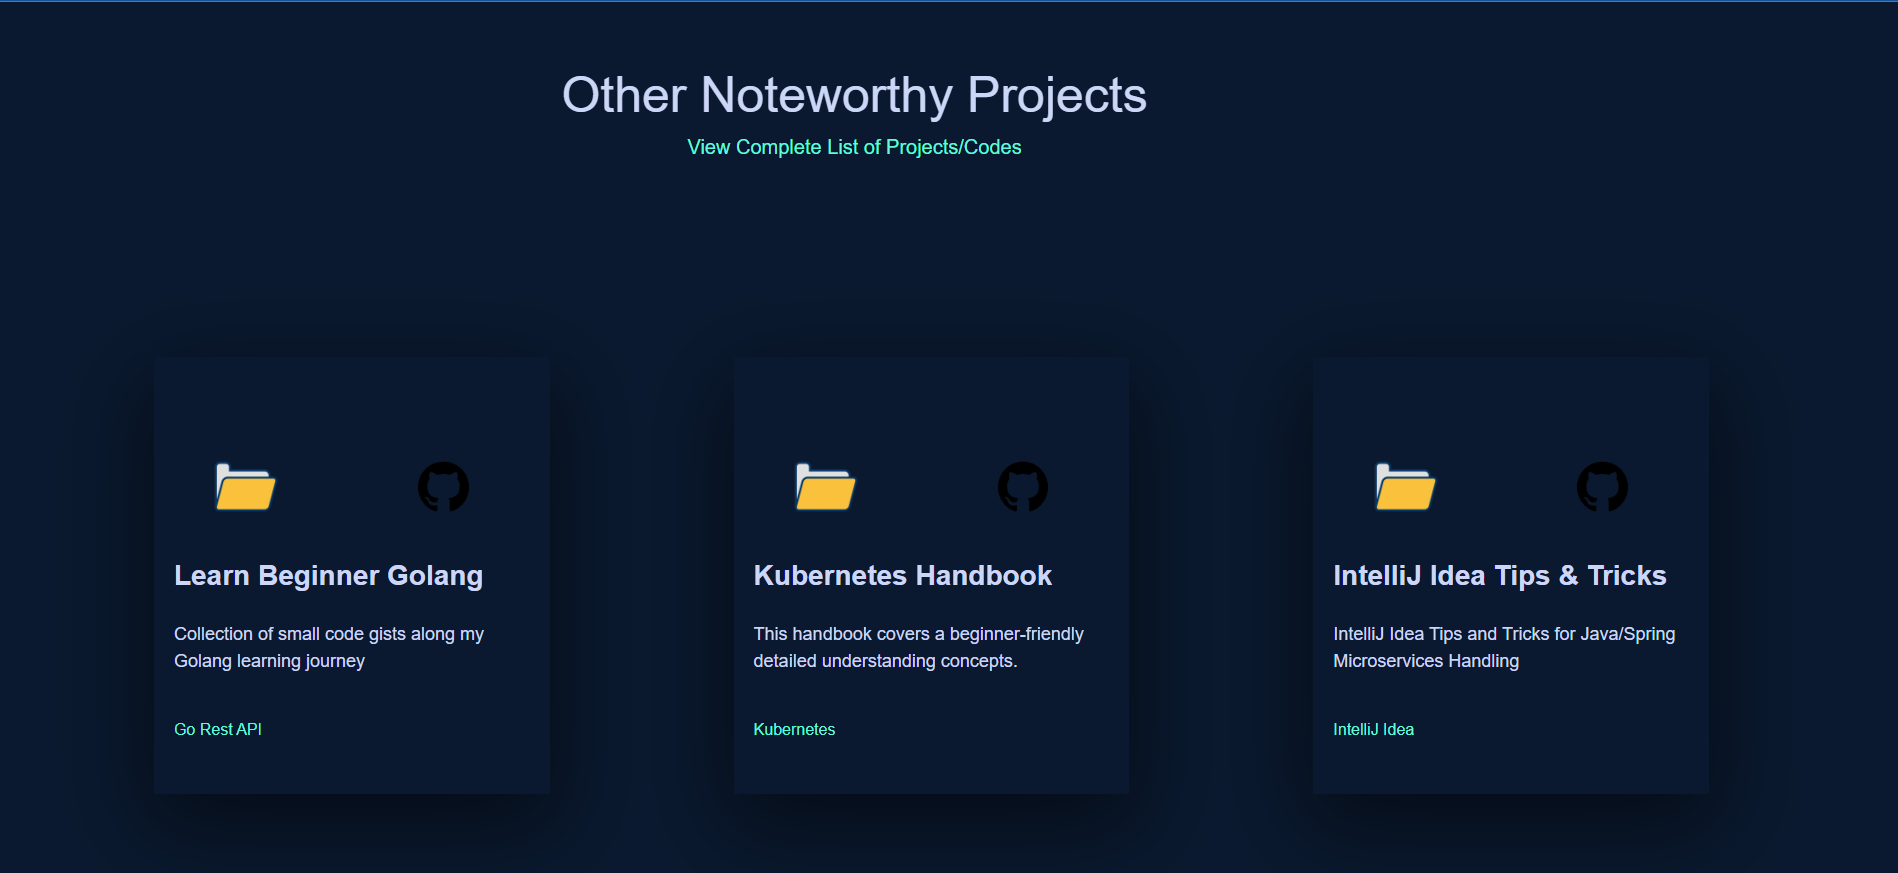 Other Noteworthy Projects
View Complete List of Projects/Codes
Learn Beginner Golang
Collection of small code gists along my
Golang learning journey
Go Rest API
Kubernetes Handbook
This handbook covers a beginner-friendly
detailed understanding concepts.
Kubernetes
IntelliJ Idea Tips & Tricks
IntelliJ Idea Tips and Tricks for Java/Spring
Microservices Handling
IntelliJ Idea